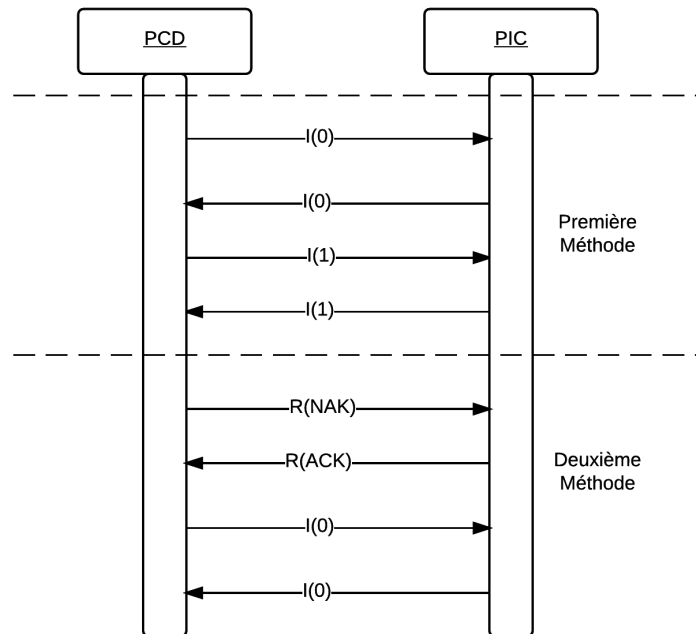 PCD
PIC
I(0)
I(0)
I(1)
I(1)
Première
Méthode
R(NAK)
R(ACK)
I(0)
I(0)
Deuxième
Méthode